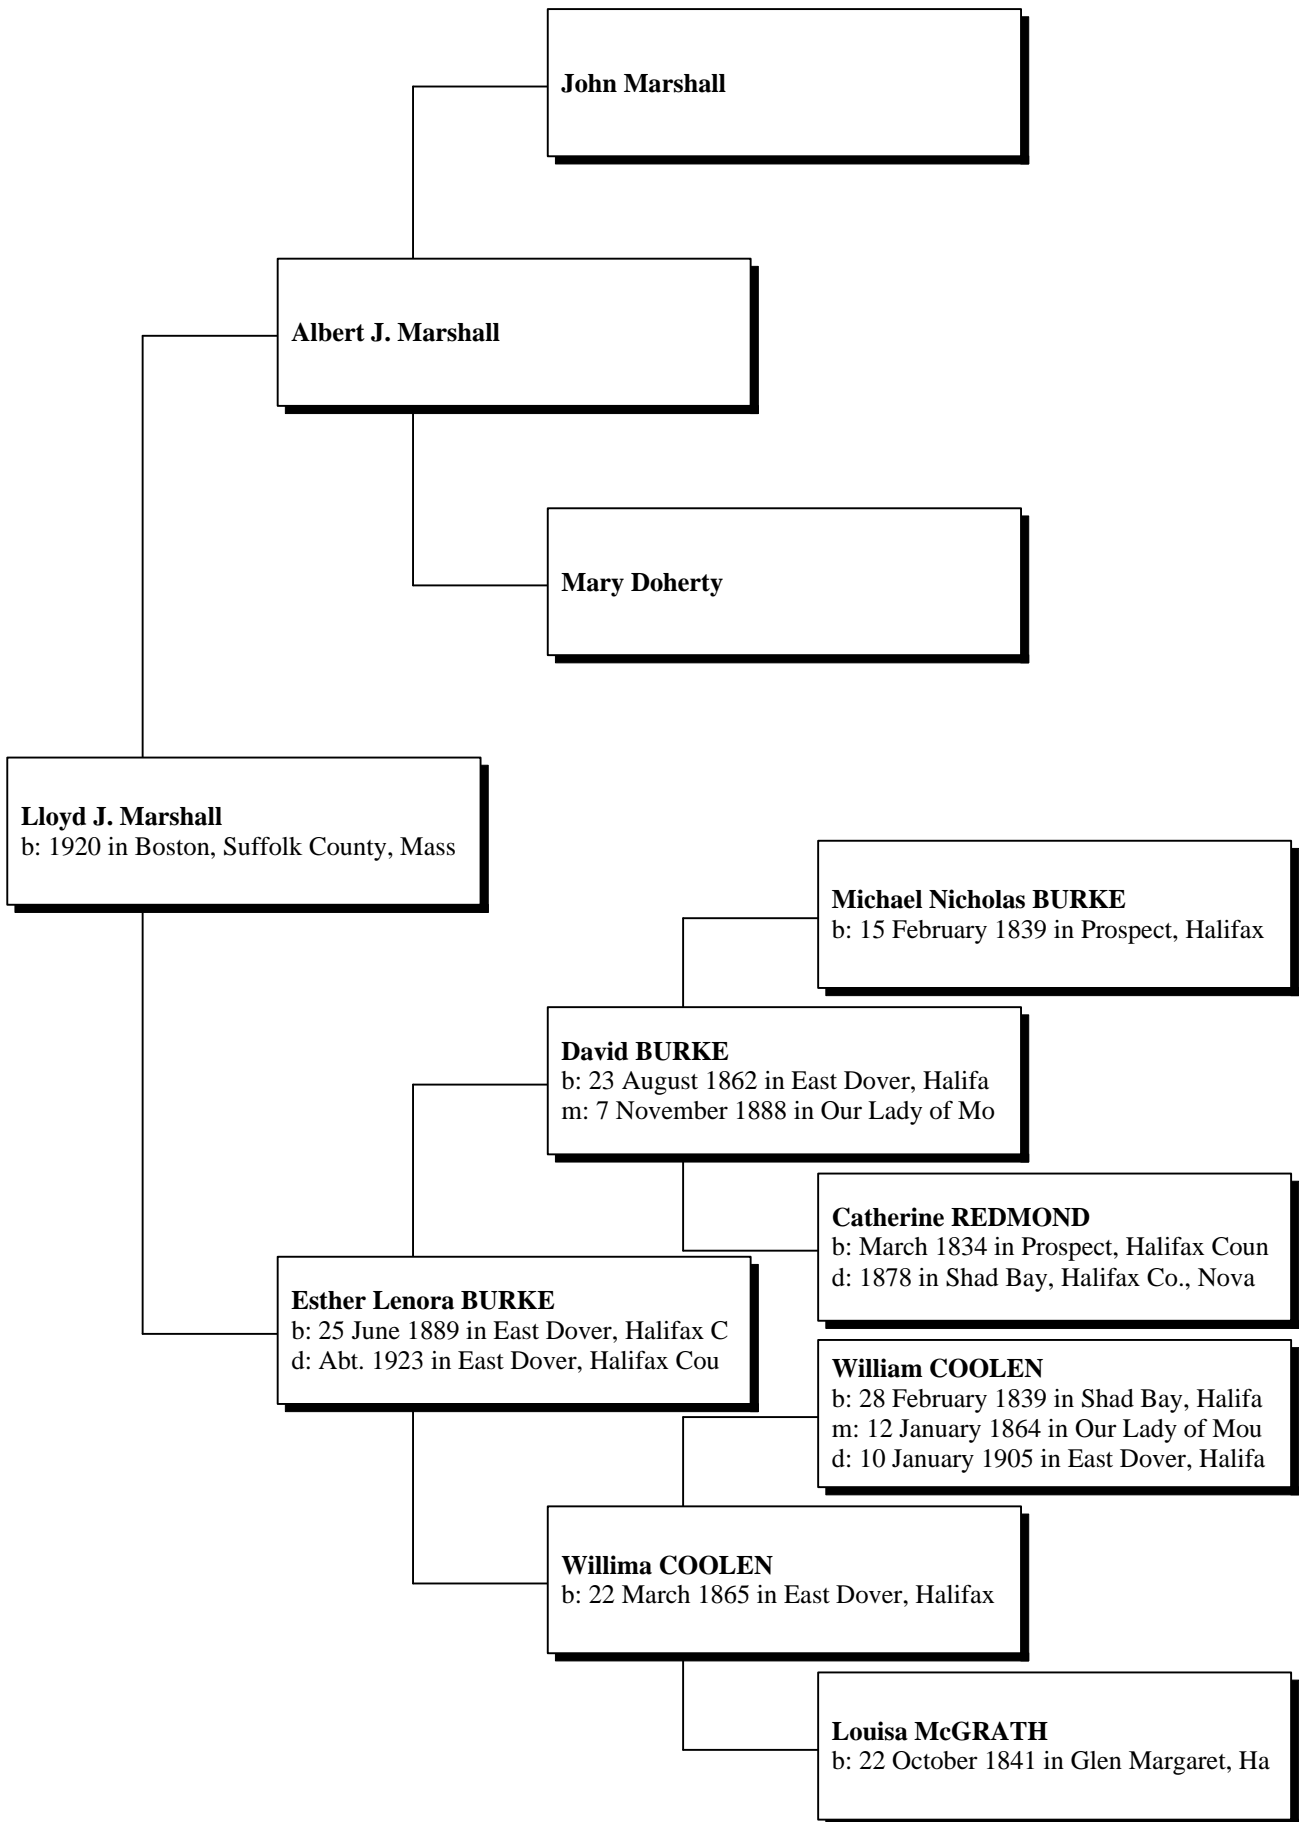 John Marshall
Albert J. Marshall
Mary Doherty
Lloyd J. Marshall
b: 1920 in Boston, Suffolk County, Mass
Michael Nicholas BURKE
b: 15 February 1839 in Prospect, Halifax
David BURKE
b: 23 August 1862 in East Dover, Halifa
m: 7 November 1888 in Our Lady of Mo
Catherine REDMOND
b: March 1834 in Prospect, Halifax Coun
d: 1878 in Shad Bay, Halifax Co., Nova
Esther Lenora BURKE
b: 25 June 1889 in East Dover, Halifax C
d: Abt. 1923 in East Dover, Halifax Cou
William COOLEN
b: 28 February 1839 in Shad Bay, Halifa
m: 12 January 1864 in Our Lady of Mou
d: 10 January 1905 in East Dover, Halifa
Willima COOLEN
b: 22 March 1865 in East Dover, Halifax
Louisa McGRATH
b: 22 October 1841 in Glen Margaret, Ha